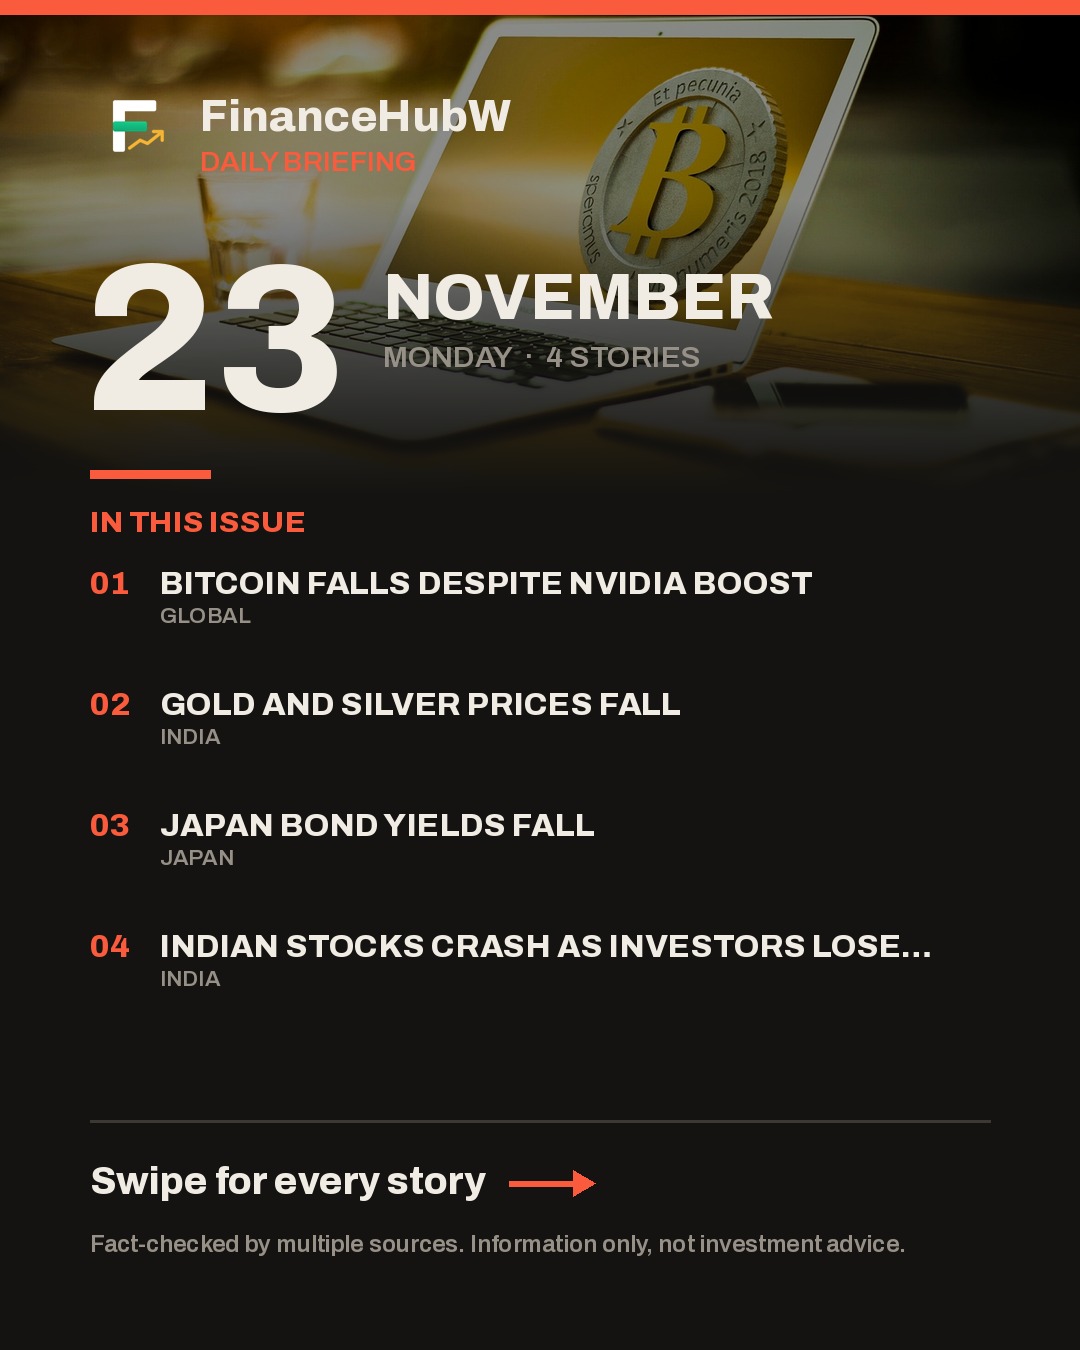 FinanceHubW
DAILY BRIEFING
Et pecunia
speramus
numeris 2018
23
NOVEMBER
MONDAY · 4 STORIES
IN THIS ISSUE
01 BITCOIN FALLS DESPITE NVIDIA BOOST
GLOBAL
02 GOLD AND SILVER PRICES FALL
INDIA
03 JAPAN BOND YIELDS FALL
JAPAN
04 INDIAN STOCKS CRASH AS INVESTORS LOSE...
INDIA
Swipe for every story
Fact-checked by multiple sources. Information only, not investment advice.